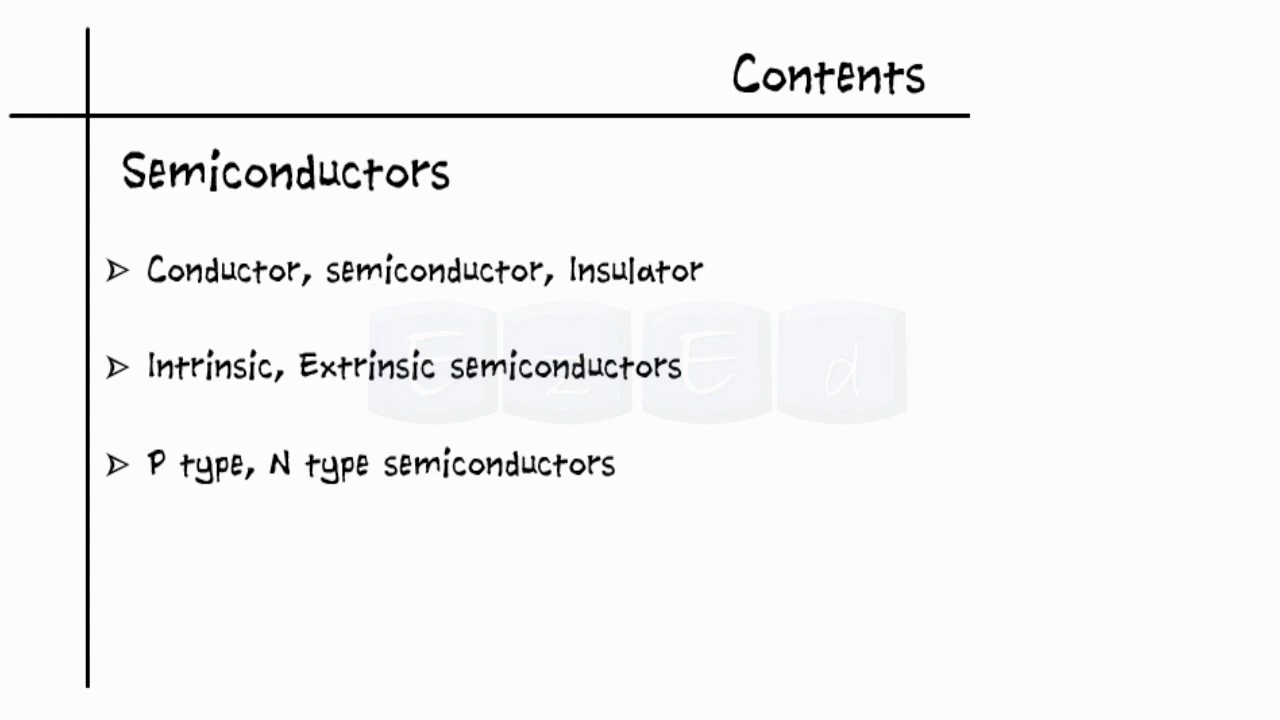 Contents
Semiconductors
➢ Conductor, semiconductor, Insulator
➢ Intrinsic, Extrinsic semiconductors
➢ P type, N type semiconductors
E z E d